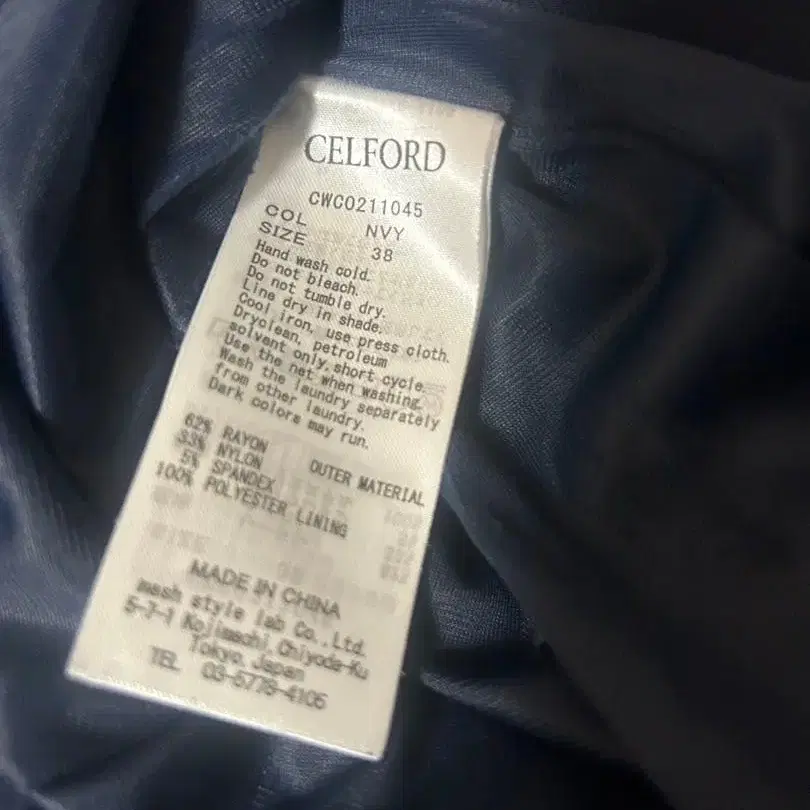 CELFORD
CWCO211045
COL NVY
SIZE 38
Hand wash cold.
Do not bleach.
Do not tumble dry.
Line dry in shade.
Cool iron, use press cloth.
Dryclean, petroleum
solvent only, short cycle.
Use the net when washing.
Wash the laundry separately
from other laundry.
Dark colors may run.
62% RAYON
33% NYLON OUTER MATERIAL
5% SPANDEX
100% POLYESTER LINING
MADE IN CHINA
mash style lab Co., Ltd.
5-7-1 Kojimachi, Chiyoda-Ku
Tokyo, Japan
TEL 03-5778-4105